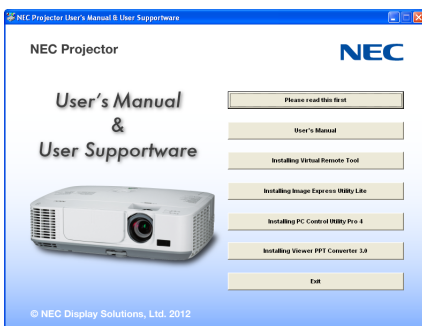 NEC Projector User's Manual & User Supportware
NEC Projector
NEC
User's Manual
&
User Supportware
Please read this first
User's Manual
Installing Virtual Remote Tool
Installing Image Express Utility Lite
Installing PC Control Utility Pro 4
Installing Viewer PPT Converter 3.0
Exit
© NEC Display Solutions, Ltd. 2012